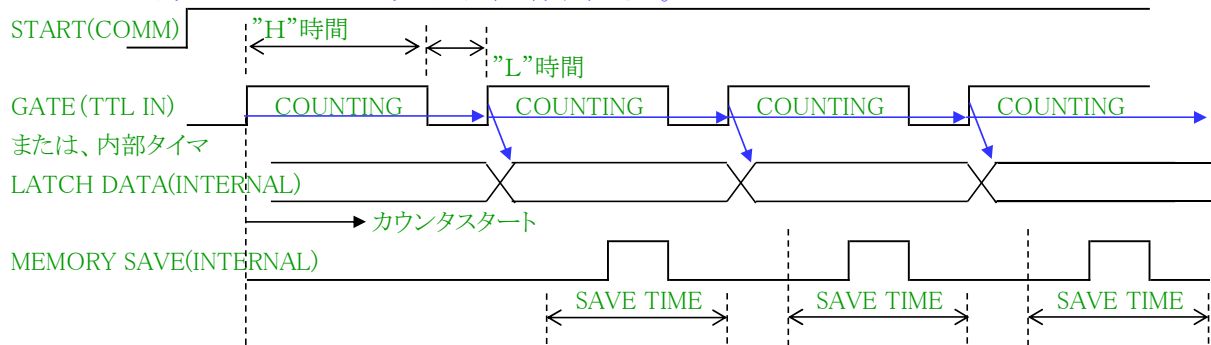 START(COMM)
”H”時間
”L”時間
GATE(TTL IN)
COUNTING COUNTING COUNTING COUNTING
または、内部タイマ
LATCH DATA(INTERNAL)
カウンタスタート
MEMORY SAVE(INTERNAL)
SAVE TIME SAVE TIME SAVE TIME